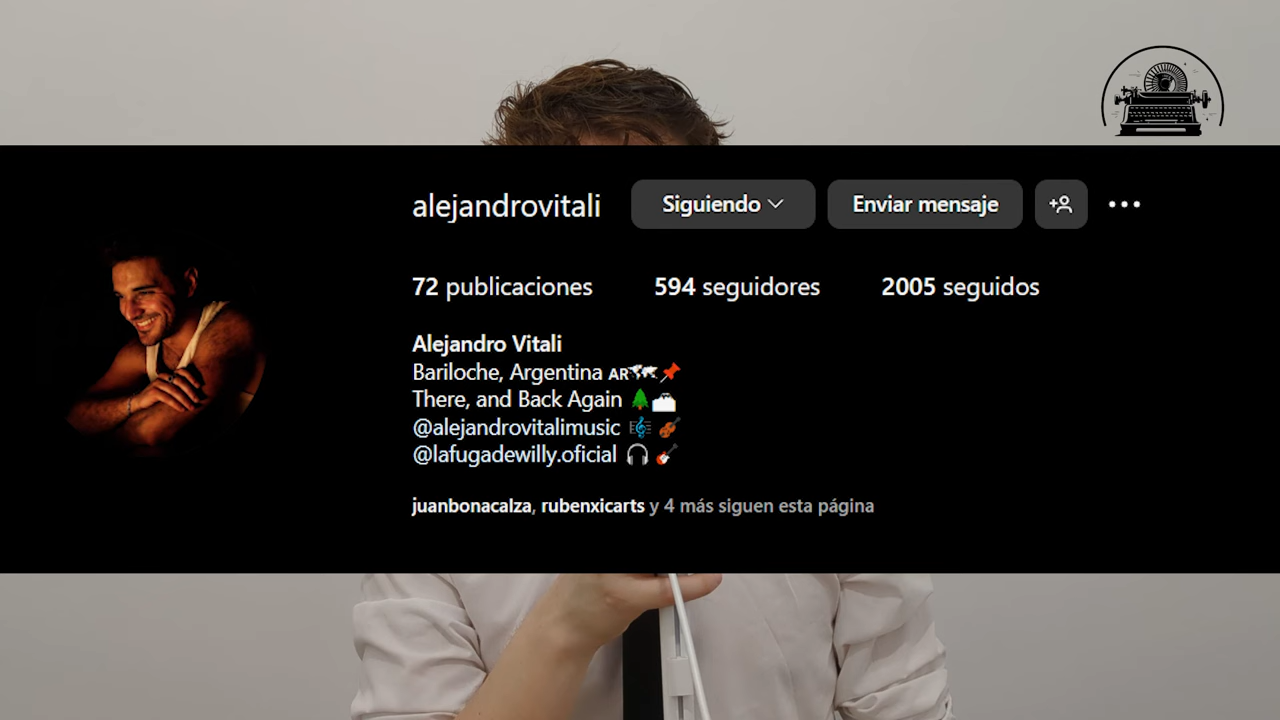 alejandrovitali Siguiendo Enviar mensaje
72 publicaciones 594 seguidores 2005 seguidos
Alejandro Vitali
Bariloche, Argentina AR🗺️📌
There, and Back Again 🌲🧳
@alejandrovitalimusic 🎼🎻
@lafugadewilly.oficial 🎧🎸
juanbonacalza, rubenxicarts y 4 más siguen esta página